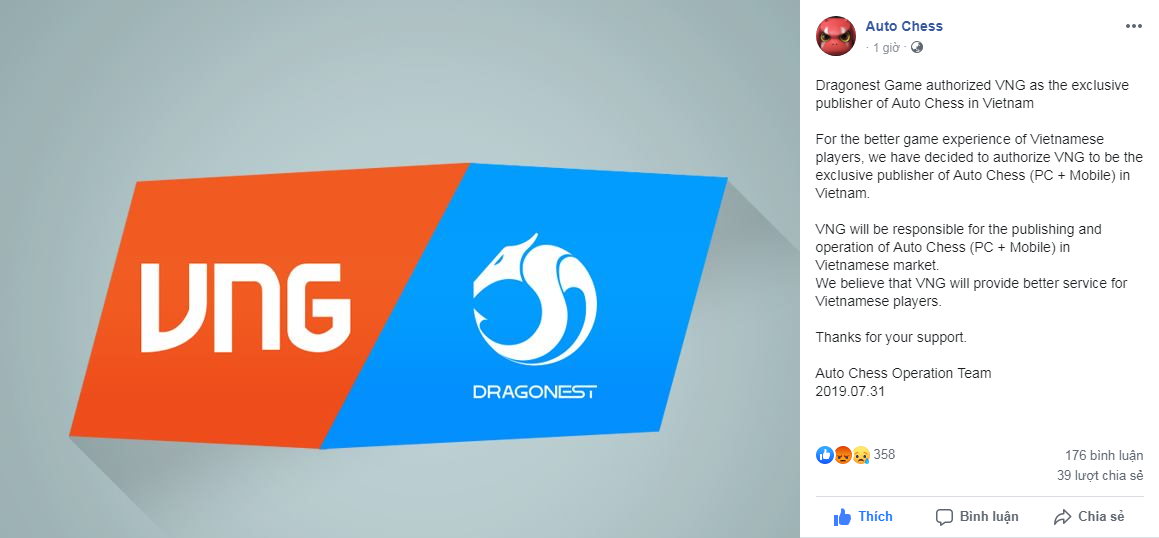 VNG
DRAGONEST
Auto Chess
· 1 giờ ·
Dragonest Game authorized VNG as the exclusive
publisher of Auto Chess in Vietnam
For the better game experience of Vietnamese
players, we have decided to authorize VNG to be the
exclusive publisher of Auto Chess (PC + Mobile) in
Vietnam.
VNG will be responsible for the publishing and
operation of Auto Chess (PC + Mobile) in
Vietnamese market.
We believe that VNG will provide better service for
Vietnamese players.
Thanks for your support.
Auto Chess Operation Team
2019.07.31
358
176 bình luận
39 lượt chia sẻ
Thích
Bình luận
Chia sẻ